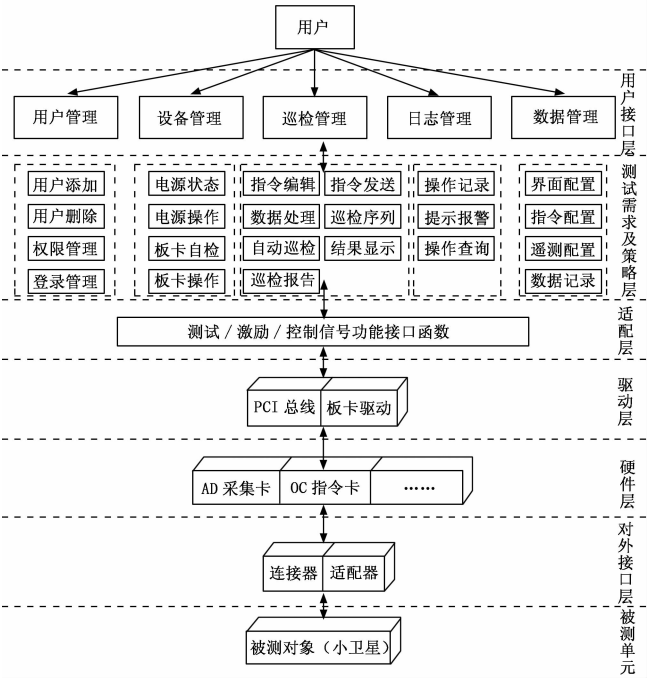 用户
用户管理
设备管理
巡检管理
日志管理
数据管理
用户接口层
用户添加
用户删除
权限管理
登录管理
电源状态
电源操作
板卡自检
板卡操作
指令编辑
指令发送
数据处理
巡检序列
自动巡检
结果显示
巡检报告
操作记录
提示报警
操作查询
界面配置
指令配置
遥测配置
数据记录
测试需求及策略层
测试/激励/控制信号功能接口函数
适配层
PCI 总线
板卡驱动
驱动层
AD 采集卡
OC 指令卡
……
硬件层
连接器
适配器
对外接口层
被测对象（小卫星）
被测单元